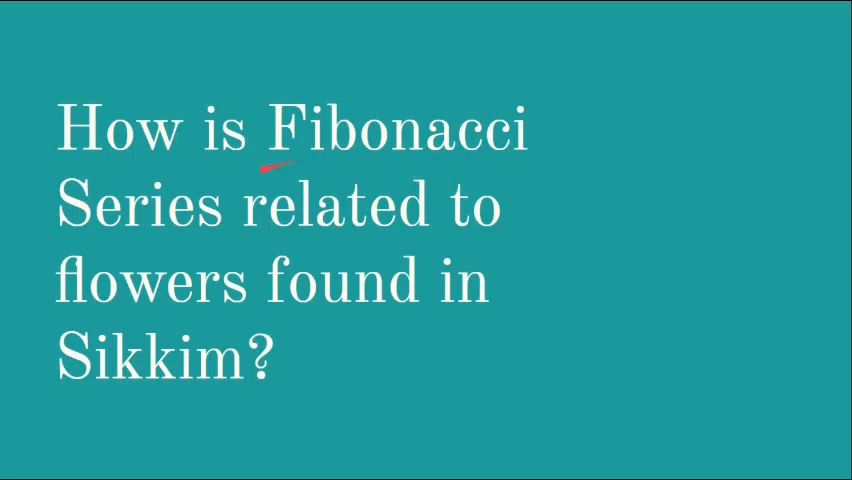 How is Fibonacci
Series related to
flowers found in
Sikkim?